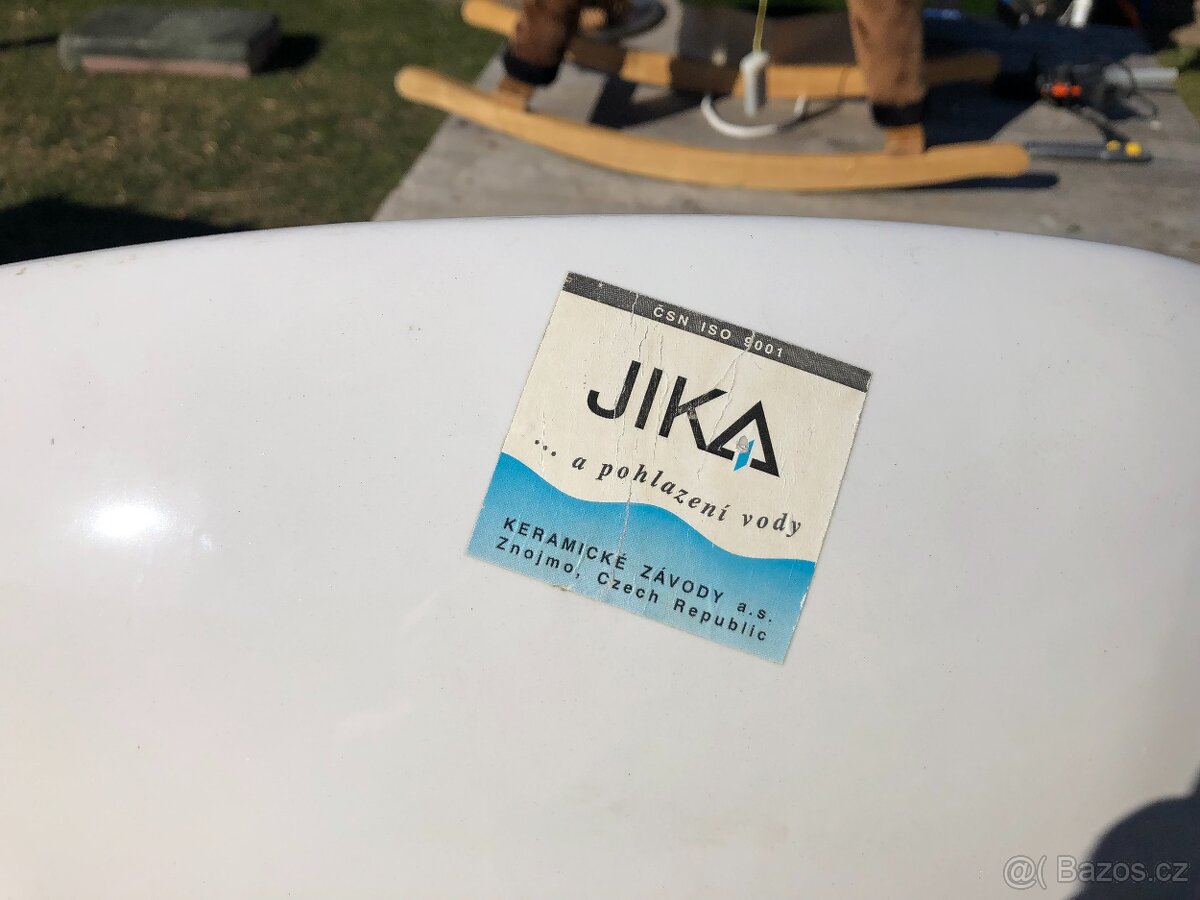 ČSN ISO 9001
JIKA
... a pohlazení vody
KERAMICKÉ ZÁVODY a.s.
Znojmo, Czech Republic
@( Bazos.cz